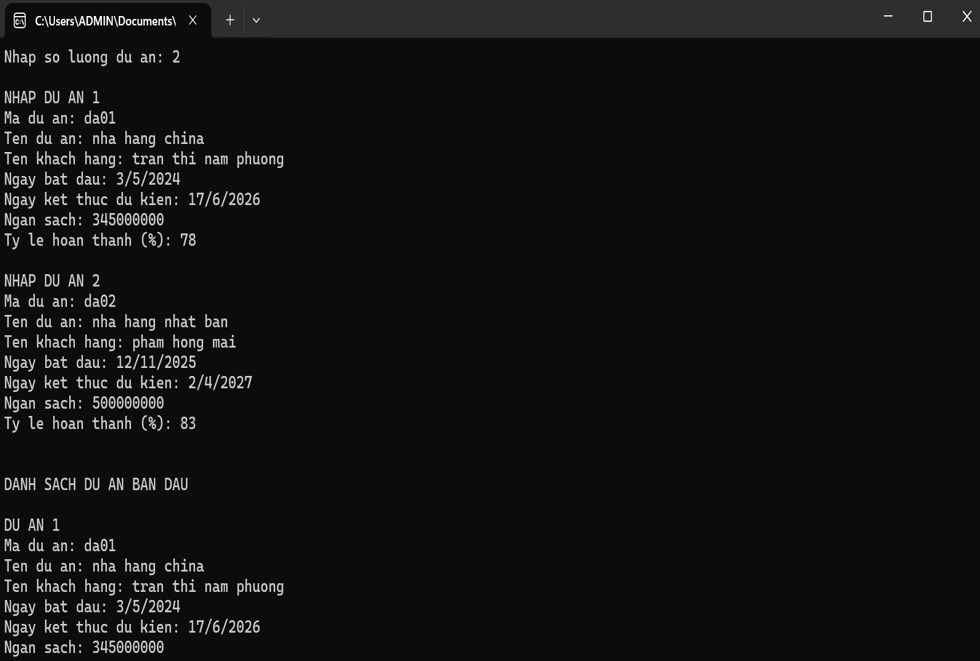 C:\Users\ADMIN\Documents\
Nhap so luong du an: 2
NHAP DU AN 1
Ma du an: da01
Ten du an: nha hang china
Ten khach hang: tran thi nam phuong
Ngay bat dau: 3/5/2024
Ngay ket thuc du kien: 17/6/2026
Ngan sach: 345000000
Ty le hoan thanh (%): 78
NHAP DU AN 2
Ma du an: da02
Ten du an: nha hang nhat ban
Ten khach hang: pham hong mai
Ngay bat dau: 12/11/2025
Ngay ket thuc du kien: 2/4/2027
Ngan sach: 500000000
Ty le hoan thanh (%): 83
DANH SACH DU AN BAN DAU
DU AN 1
Ma du an: da01
Ten du an: nha hang china
Ten khach hang: tran thi nam phuong
Ngay bat dau: 3/5/2024
Ngay ket thuc du kien: 17/6/2026
Ngan sach: 345000000